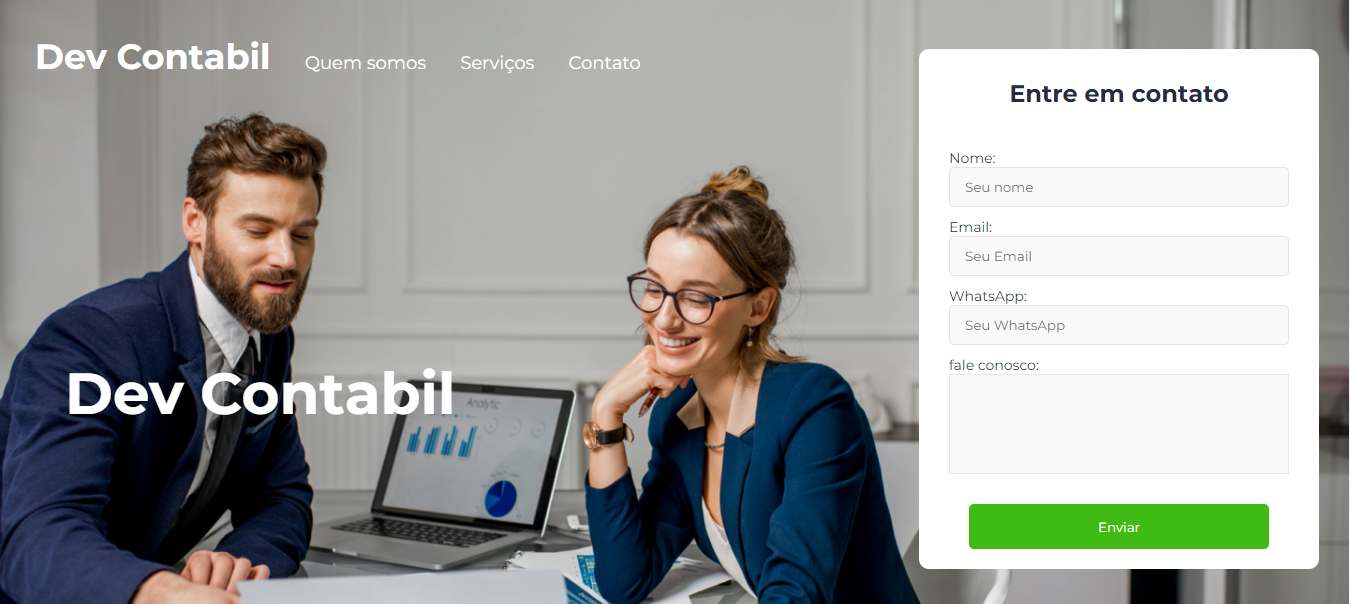 Dev Contabil
Quem somos
Serviços
Contato
Entre em contato
Nome:
Seu nome
Email:
Seu Email
WhatsApp:
Seu WhatsApp
fale conosco:
Enviar
Dev Contabil
Analytic